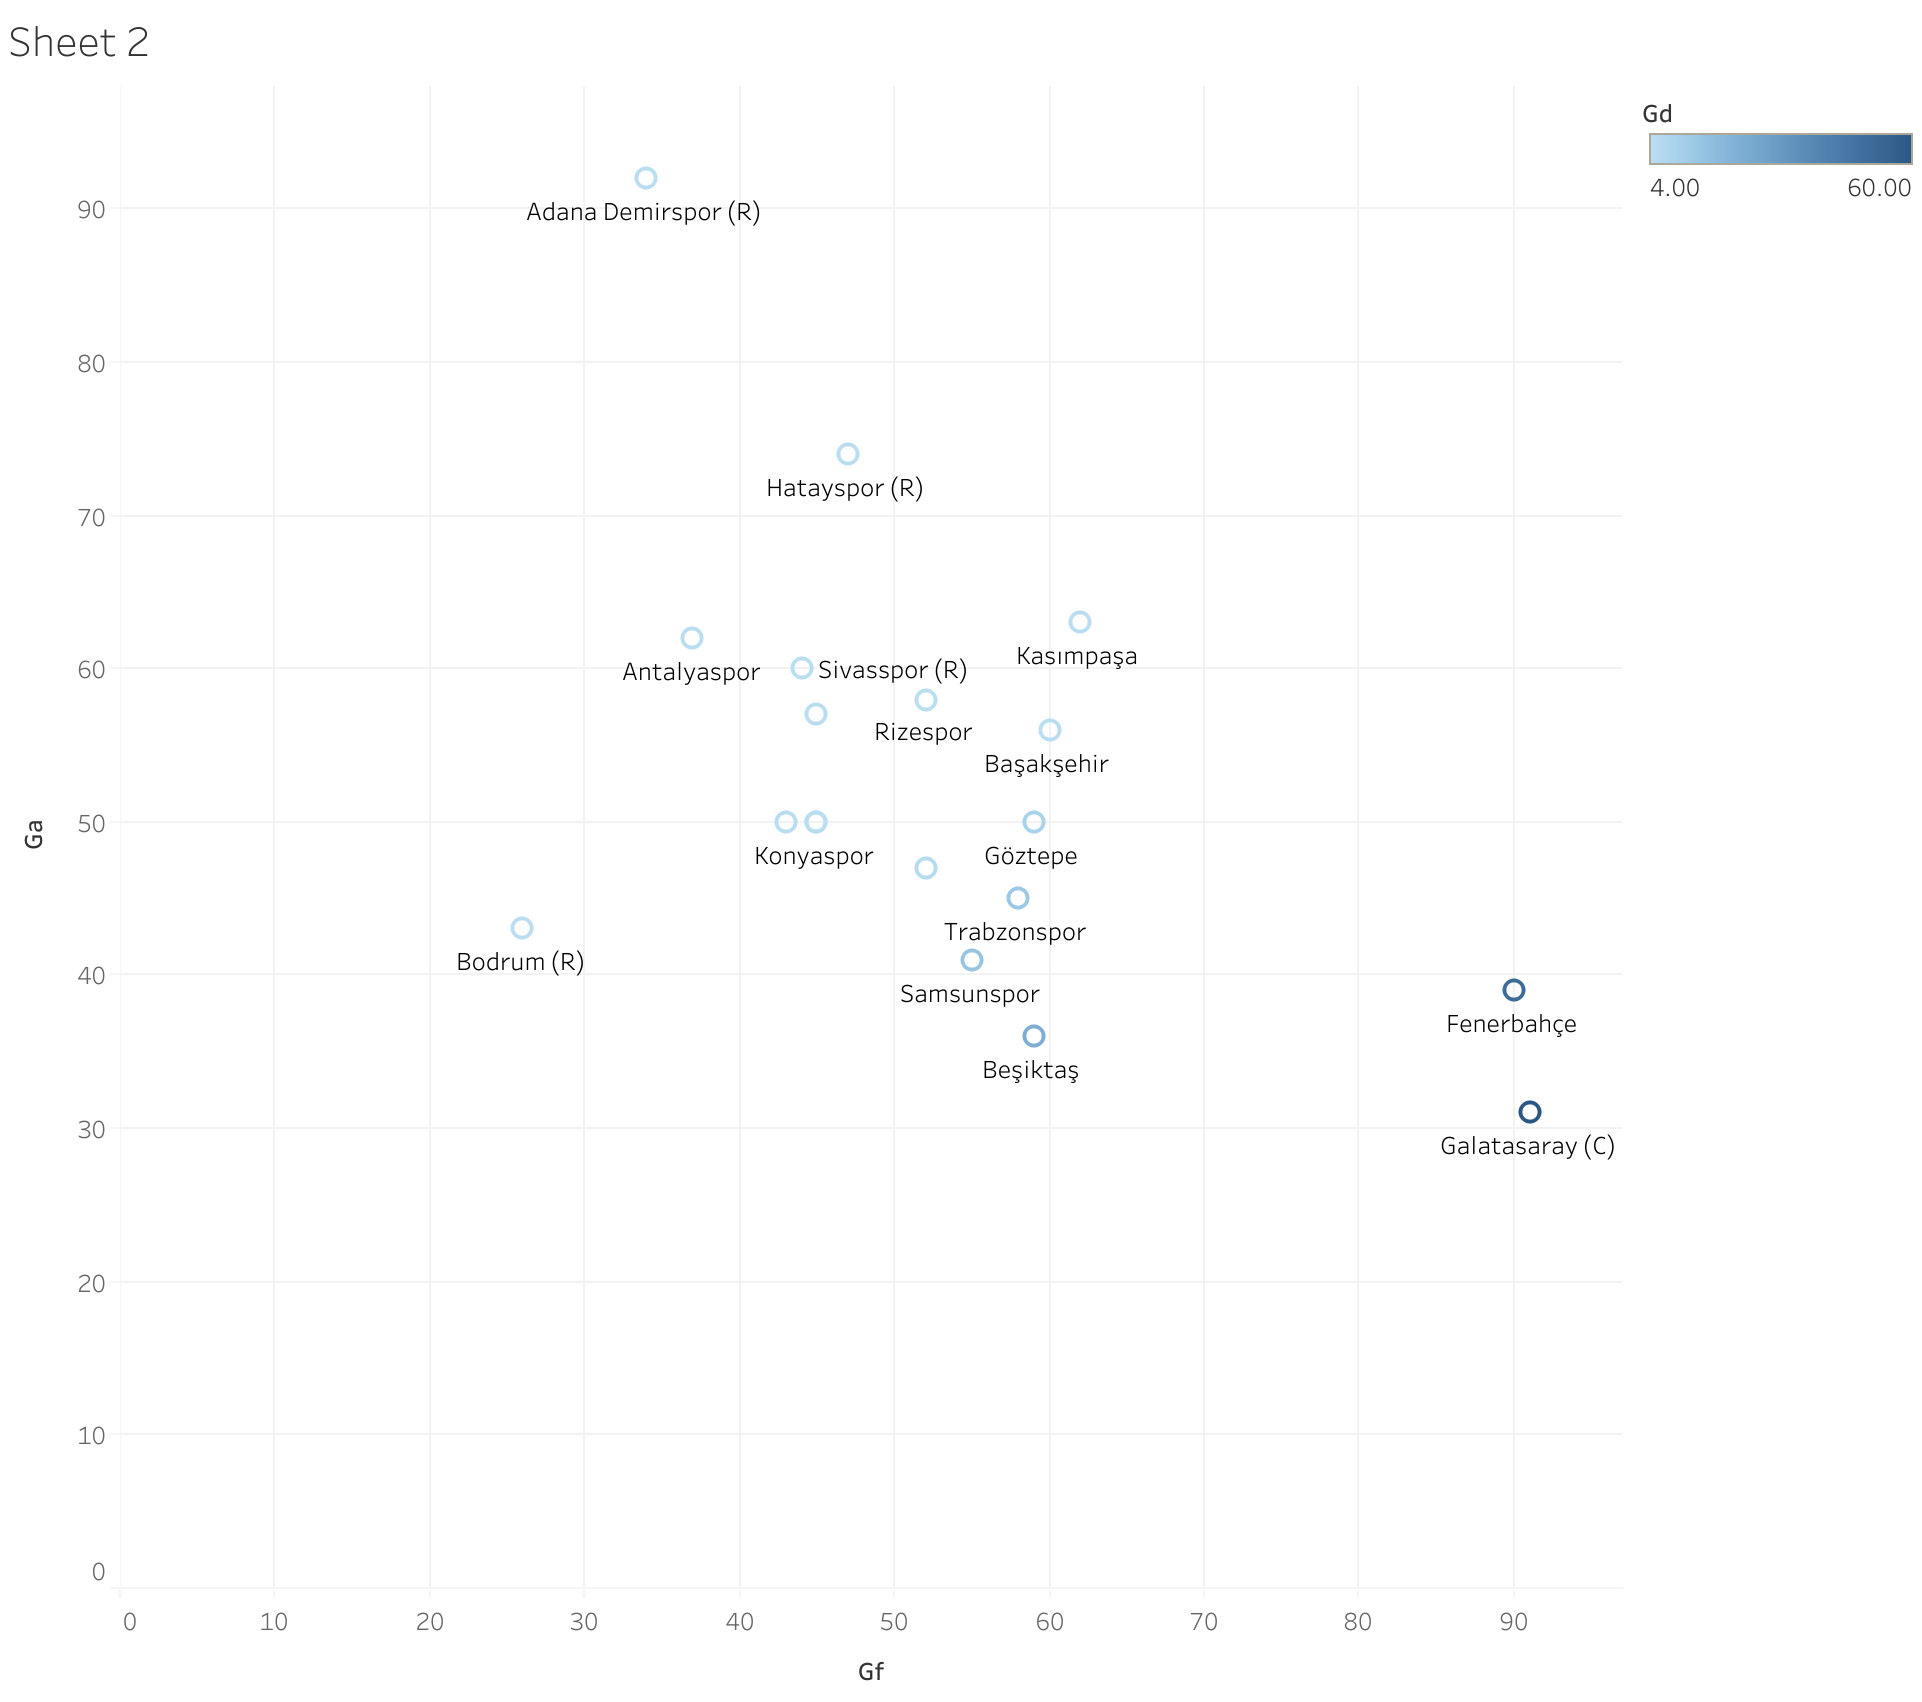 Sheet 2
Gd
4.00 60.00
90
80
70
60
50
40
30
20
10
0
Ga
Adana Demirspor (R)
Hatayspor (R)
Kasımpaşa
Antalyaspor
Sivasspor (R)
Rizespor
Başakşehir
Konyaspor
Göztepe
Trabzonspor
Bodrum (R)
Samsunspor
Fenerbahçe
Beşiktaş
Galatasaray (C)
0 10 20 30 40 50 60 70 80 90
Gf